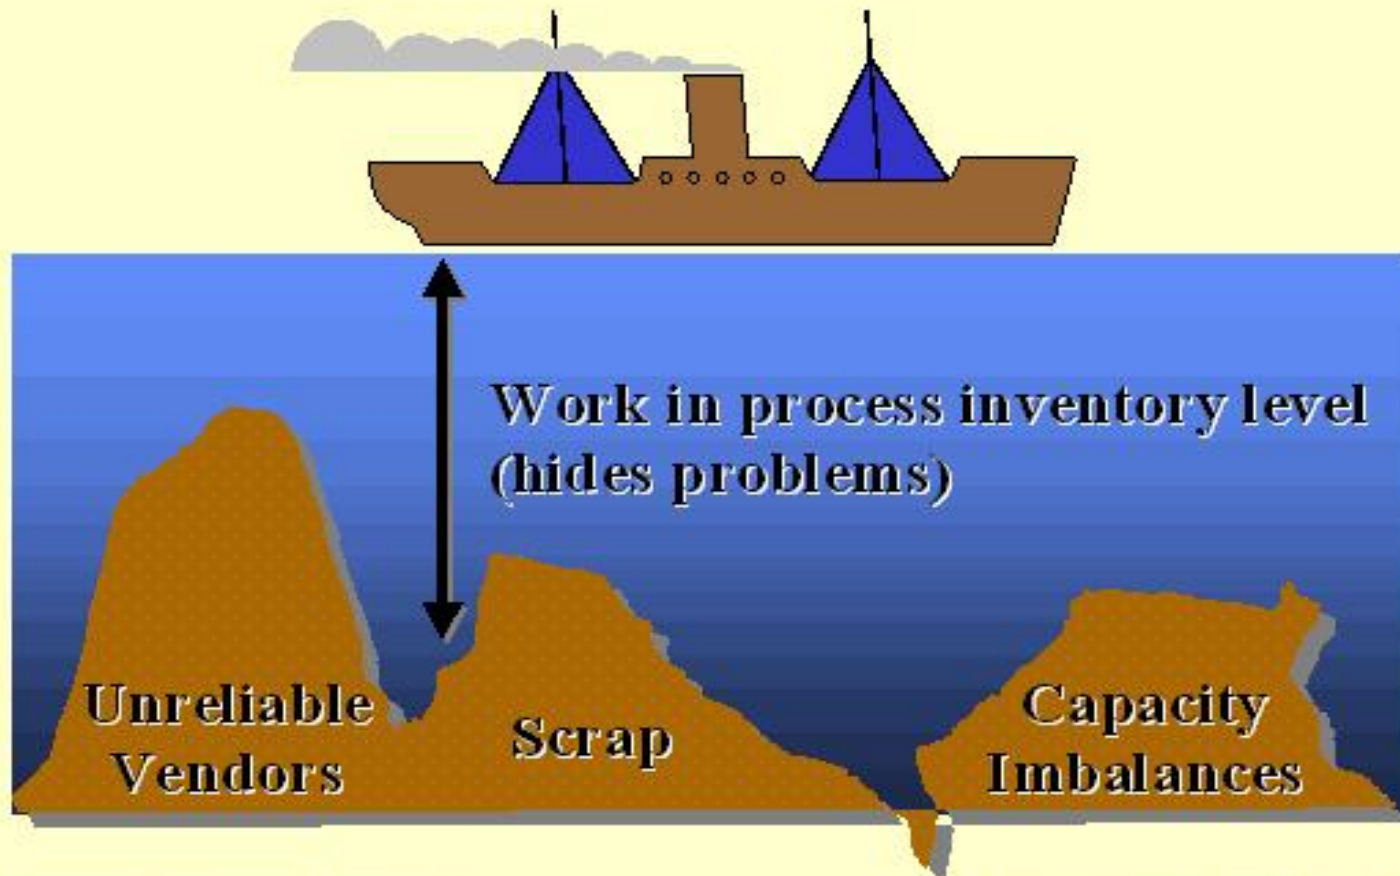 Work in process inventory level
(hides problems)
Unreliable
Vendors
Scrap
Capacity
Imbalances